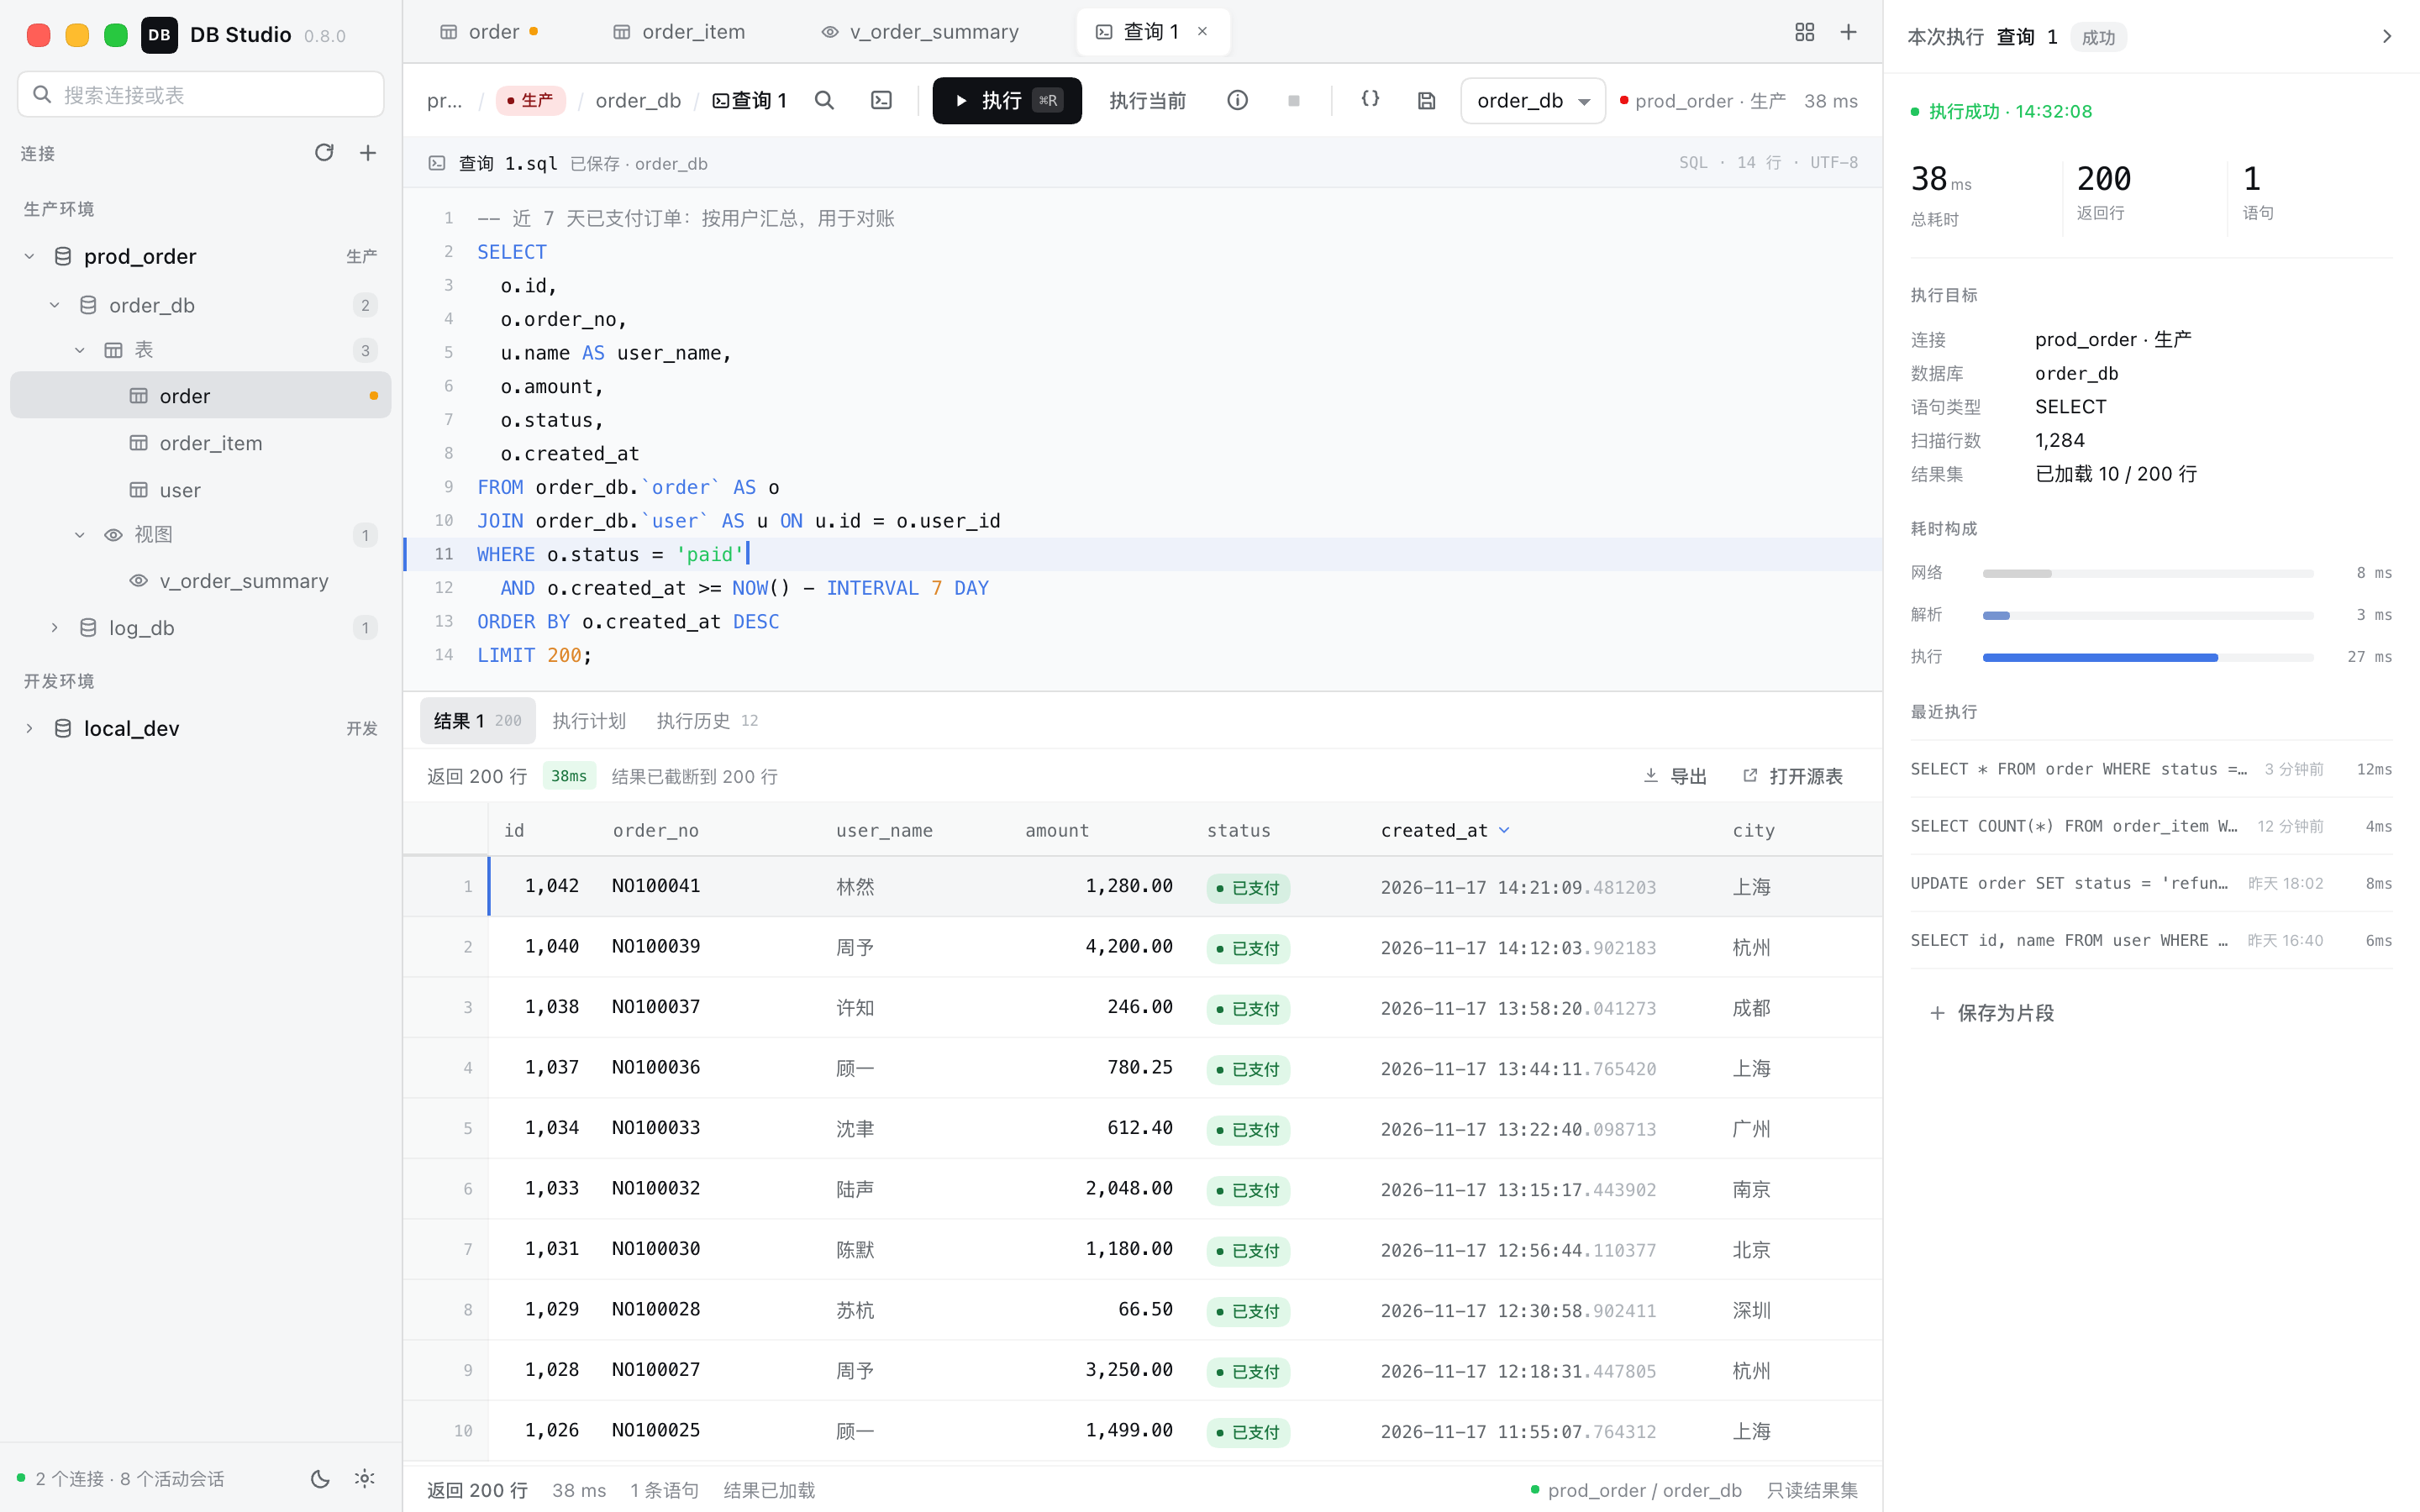 DB DB Studio 0.8.0
搜索连接或表
连接
生产环境
prod_order 生产
order_db 2
表 3
order
order_item
user
视图 1
v_order_summary
log_db 1
开发环境
local_dev 开发
2 个连接 · 8 个活动会话
order order_item v_order_summary 查询 1 ×
pr... / 生产 / order_db / 查询 1 执行 ⌘R 执行当前 {} order_db prod_order · 生产 38 ms
查询 1.sql 已保存 · order_db SQL · 14 行 · UTF-8
1 -- 近 7 天已支付订单：按用户汇总，用于对账
2 SELECT
3 o.id,
4 o.order_no,
5 u.name AS user_name,
6 o.amount,
7 o.status,
8 o.created_at
9 FROM order_db.`order` AS o
10 JOIN order_db.`user` AS u ON u.id = o.user_id
11 WHERE o.status = 'paid'
12 AND o.created_at >= NOW() - INTERVAL 7 DAY
13 ORDER BY o.created_at DESC
14 LIMIT 200;
结果 1 200 执行计划 执行历史 12
返回 200 行 38ms 结果已截断到 200 行 导出 打开源表
id order_no user_name amount status created_at city
1 1,042 NO100041 林然 1,280.00 已支付 2026-11-17 14:21:09.481203 上海
2 1,040 NO100039 周予 4,200.00 已支付 2026-11-17 14:12:03.902183 杭州
3 1,038 NO100037 许知 246.00 已支付 2026-11-17 13:58:20.041273 成都
4 1,037 NO100036 顾一 780.25 已支付 2026-11-17 13:44:11.765420 上海
5 1,034 NO100033 沈聿 612.40 已支付 2026-11-17 13:22:40.098713 广州
6 1,033 NO100032 陆声 2,048.00 已支付 2026-11-17 13:15:17.443902 南京
7 1,031 NO100030 陈默 1,180.00 已支付 2026-11-17 12:56:44.110377 北京
8 1,029 NO100028 苏杭 66.50 已支付 2026-11-17 12:30:58.902411 深圳
9 1,028 NO100027 周予 3,250.00 已支付 2026-11-17 12:18:31.447805 杭州
10 1,026 NO100025 顾一 1,499.00 已支付 2026-11-17 11:55:07.764312 上海
返回 200 行 38 ms 1 条语句 结果已加载 prod_order / order_db 只读结果集
本次执行 查询 1 成功
执行成功 · 14:32:08
38 ms 200 1
总耗时 返回行 语句
执行目标
连接 prod_order · 生产
数据库 order_db
语句类型 SELECT
扫描行数 1,284
结果集 已加载 10 / 200 行
耗时构成
网络 8 ms
解析 3 ms
执行 27 ms
最近执行
SELECT * FROM order WHERE status =… 3 分钟前 12ms
SELECT COUNT(*) FROM order_item W… 12 分钟前 4ms
UPDATE order SET status = 'refun… 昨天 18:02 8ms
SELECT id, name FROM user WHERE … 昨天 16:40 6ms
保存为片段